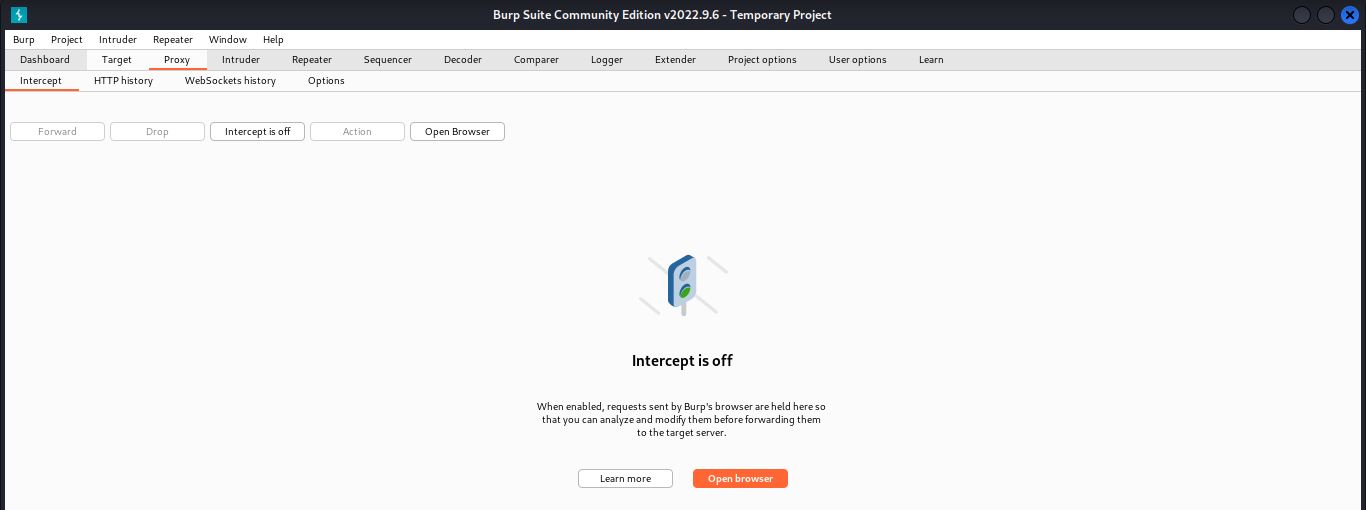 Burp Suite Community Edition v2022.9.6 - Temporary Project
Burp Project Intruder Repeater Window Help
Dashboard Target Proxy Intruder Repeater Sequencer Decoder Comparer Logger Extender Project options User options Learn
Intercept HTTP history WebSockets history Options
Forward Drop Intercept is off Action Open Browser
Intercept is off
When enabled, requests sent by Burp's browser are held here so
that you can analyze and modify them before forwarding them
to the target server.
Learn more Open browser